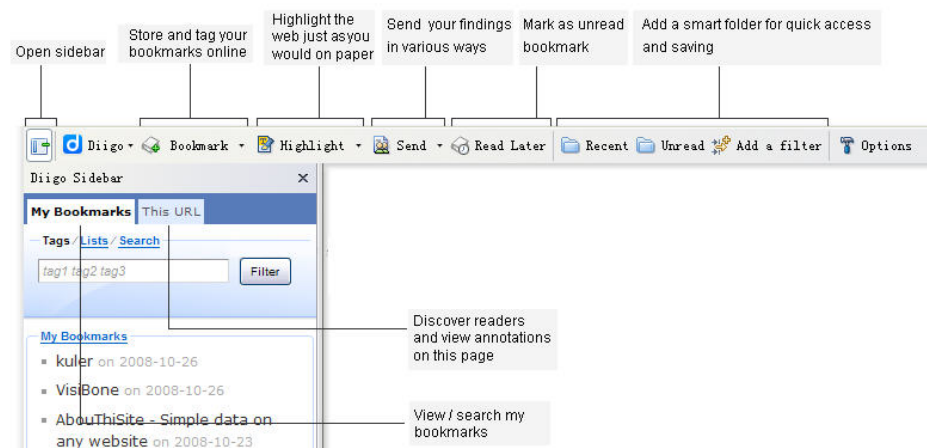 Open sidebar
Store and tag your
bookmarks online
Highlight the
web just asyou
would on paper
Send your findings
in various ways
Mark as unread
bookmark
Add a smart folder for quick access
and saving
Diigo Bookmark Highlight Send Read Later Recent Unread Add a filter Options
Diigo Sidebar
My Bookmarks This URL
Tags / Lists / Search
tag1 tag2 tag3 Filter
My Bookmarks
kuler on 2008-10-26
VisiBone on 2008-10-26
AbouThiSite - Simple data on
any website on 2008-10-23
Discover readers
and view annotations
on this page
View / search my
bookmarks